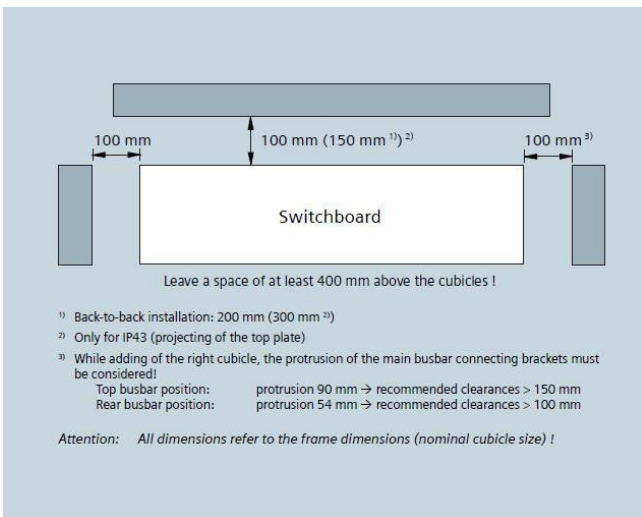 100 mm
100 mm (150 mm ¹⁾) ²⁾
100 mm ³⁾
Switchboard
Leave a space of at least 400 mm above the cubicles !
¹⁾ Back-to-back installation: 200 mm (300 mm ²⁾)
²⁾ Only for IP43 (projecting of the top plate)
³⁾ While adding of the right cubicle, the protrusion of the main busbar connecting brackets must
be considered!
Top busbar position: protrusion 90 mm → recommended clearances > 150 mm
Rear busbar position: protrusion 54 mm → recommended clearances > 100 mm
Attention: All dimensions refer to the frame dimensions (nominal cubicle size) !